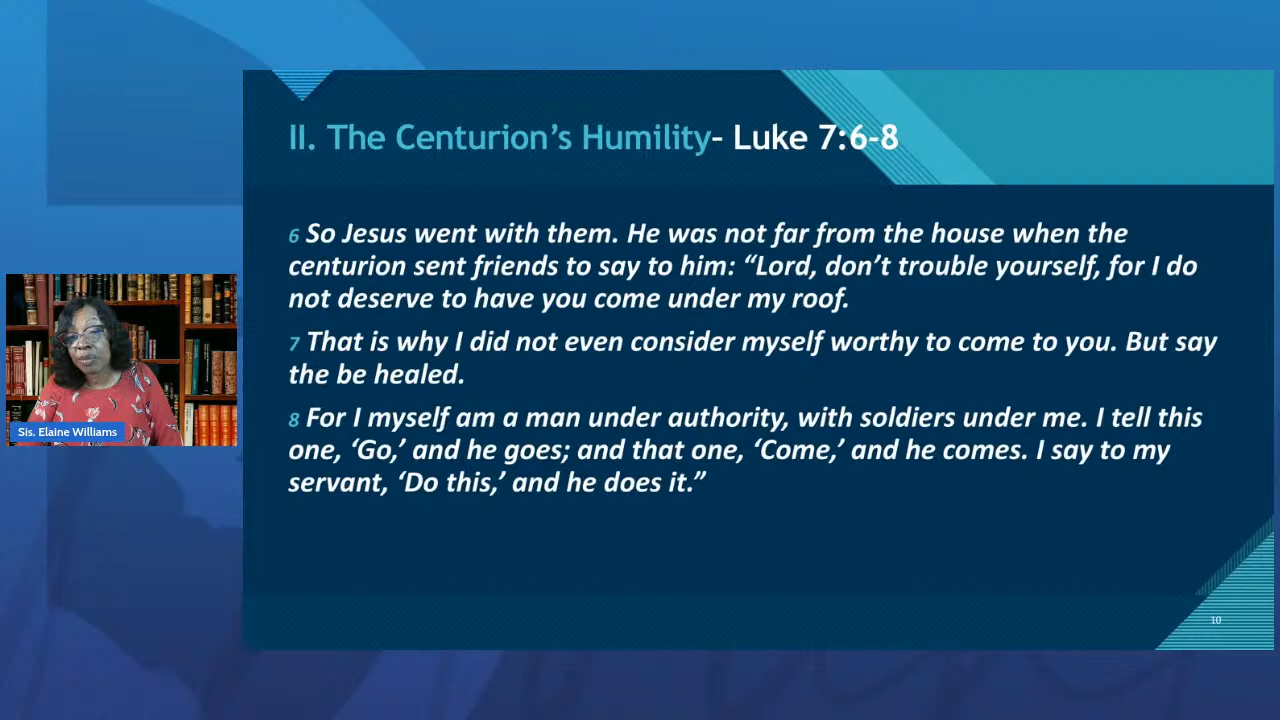 II. The Centurion's Humility– Luke 7:6-8
6 So Jesus went with them. He was not far from the house when the
centurion sent friends to say to him: “Lord, don’t trouble yourself, for I do
not deserve to have you come under my roof.
7 That is why I did not even consider myself worthy to come to you. But say
the be healed.
8 For I myself am a man under authority, with soldiers under me. I tell this
one, ‘Go,’ and he goes; and that one, ‘Come,’ and he comes. I say to my
servant, ‘Do this,’ and he does it.”
Sis. Elaine Williams
10